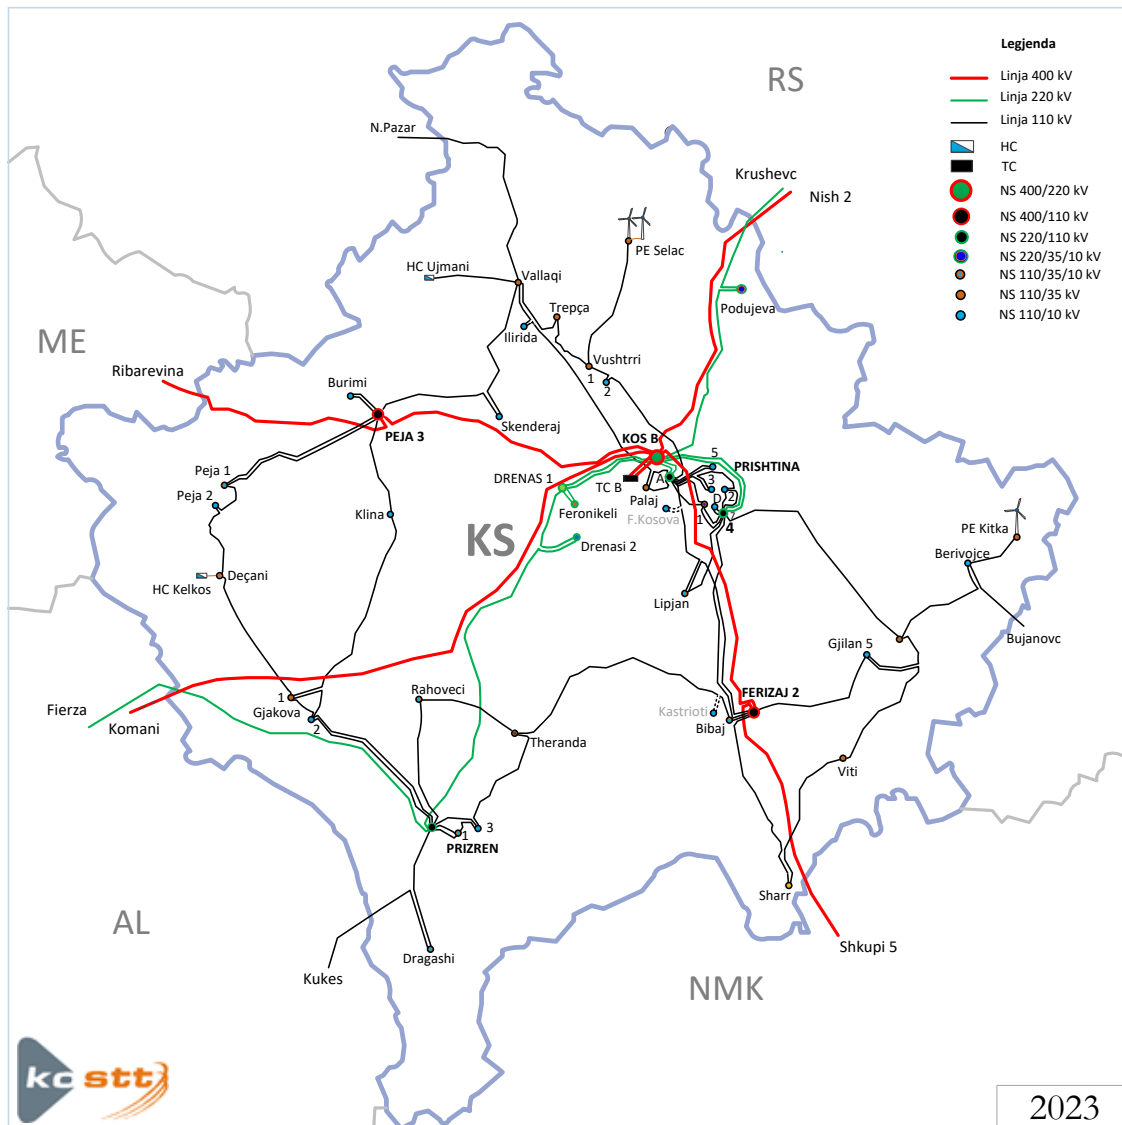 Legjenda
Linja 400 kV
Linja 220 kV
Linja 110 kV
HC
TC
NS 400/220 kV
NS 400/110 kV
NS 220/110 kV
NS 220/35/10 kV
NS 110/35/10 kV
NS 110/35 kV
NS 110/10 kV
RS
N.Pazar
Krushevc
Nish 2
PE Selac
HC Ujmani
Vallaqi
Trepça
Podujeva
Ilirida
ME
Vushtrri
1
2
Ribarevina
Burimi
Skenderaj
PEJA 3
KOS B
5
PRISHTINA
Peja 1
DRENAS 1
TC B
A
3
Peja 2
Palaj
D
2
Feronikeli
F.Kosova
1
7
4
Klina
KS
PE Kitka
Drenasi 2
Berivojce
Deçani
HC Kelkos
Lipjan
Bujanovc
Gjilan 5
Rahoveci
FERIZAJ 2
1
Gjakova
Fierza
Komani
2
Kastrioti
Bibaj
Theranda
Viti
1
3
PRIZREN
Sharr
AL
Shkupi 5
Dragashi
Kukes
NMK
kostt
2023